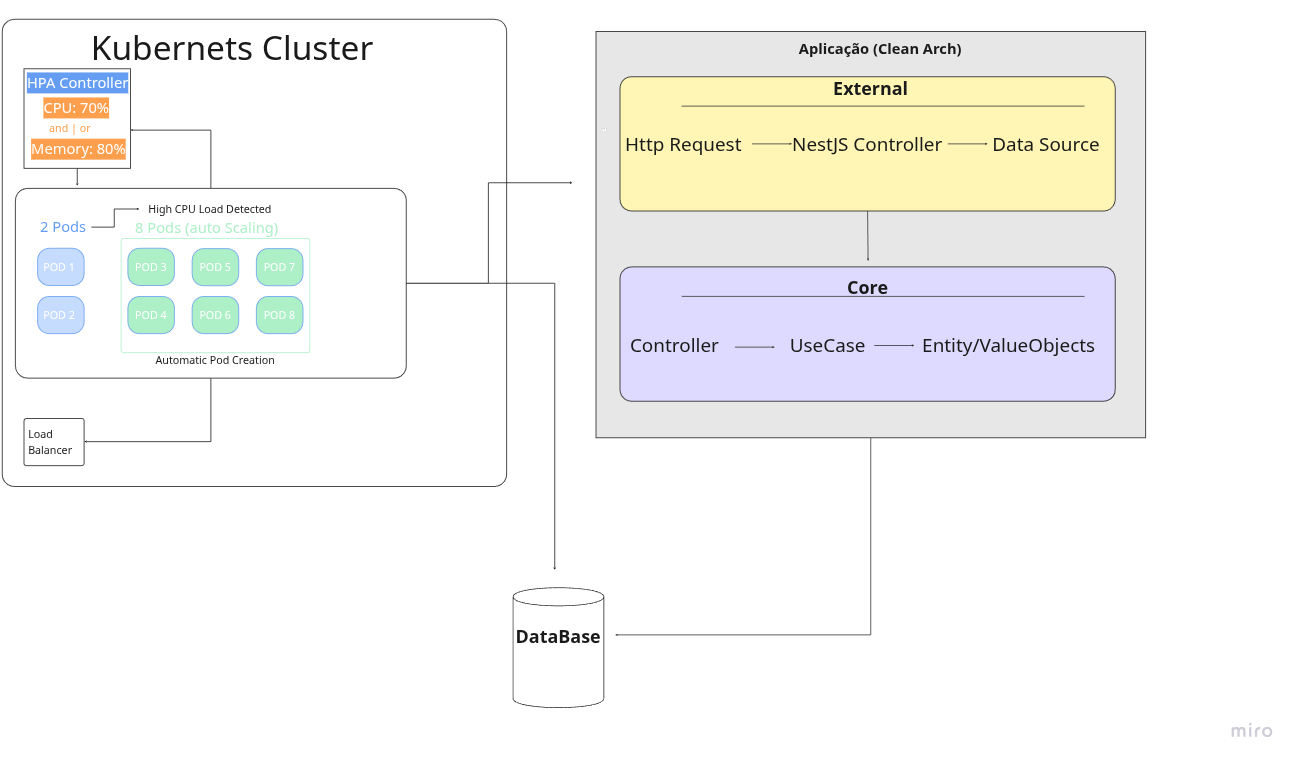 Kubernets Cluster
HPA Controller
CPU: 70%
and | or
Memory: 80%
High CPU Load Detected
2 Pods
8 Pods (auto Scaling)
POD 1
POD 3
POD 5
POD 7
POD 2
POD 4
POD 6
POD 8
Automatic Pod Creation
Load
Balancer
Aplicação (Clean Arch)
External
Http Request
NestJS Controller
Data Source
Core
Controller
UseCase
Entity/ValueObjects
DataBase
miro